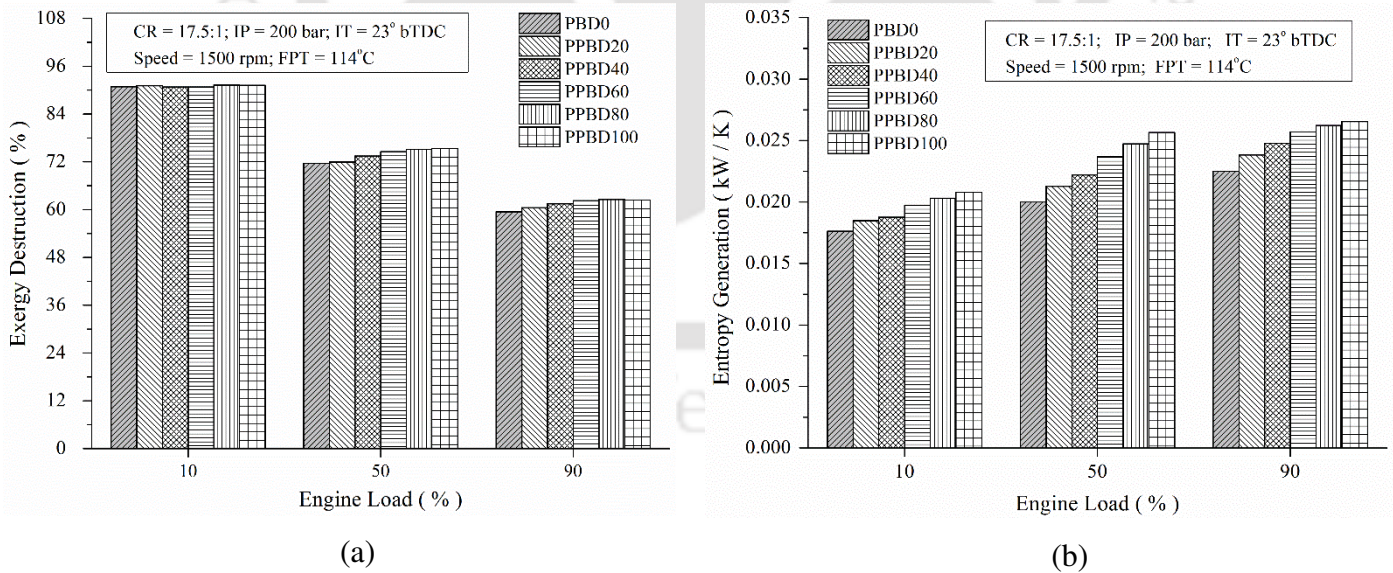 CR = 17.5:1; IP = 200 bar; IT = 23° bTDC
Speed = 1500 rpm; FPT = 114°C
PBD0
PPBD20
PPBD40
PPBD60
PPBD80
PPBD100
Exergy Destruction ( % )
108
96
84
72
60
48
36
24
12
0
10
50
90
Engine Load ( % )
(a)
CR = 17.5:1; IP = 200 bar; IT = 23° bTDC
Speed = 1500 rpm; FPT = 114°C
PBD0
PPBD20
PPBD40
PPBD60
PPBD80
PPBD100
Entropy Generation ( kW / K )
0.035
0.030
0.025
0.020
0.015
0.010
0.005
0.000
10
50
90
Engine Load ( % )
(b)